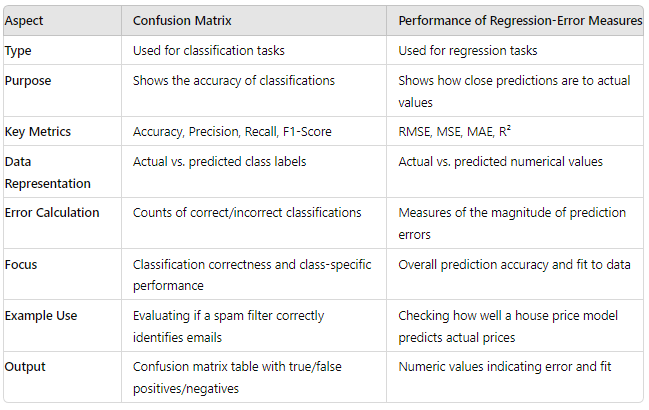 Aspect Confusion Matrix Performance of Regression-Error Measures
Type Used for classification tasks Used for regression tasks
Purpose Shows the accuracy of classifications Shows how close predictions are to actual
values
Key Metrics Accuracy, Precision, Recall, F1-Score RMSE, MSE, MAE, R²
Data Actual vs. predicted class labels Actual vs. predicted numerical values
Representation
Error Calculation Counts of correct/incorrect classifications Measures of the magnitude of prediction
errors
Focus Classification correctness and class-specific Overall prediction accuracy and fit to data
performance
Example Use Evaluating if a spam filter correctly Checking how well a house price model
identifies emails predicts actual prices
Output Confusion matrix table with true/false Numeric values indicating error and fit
positives/negatives